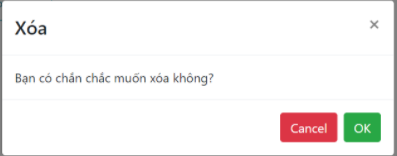 Xóa
×
Bạn có chắn chắc muốn xóa không?
Cancel OK